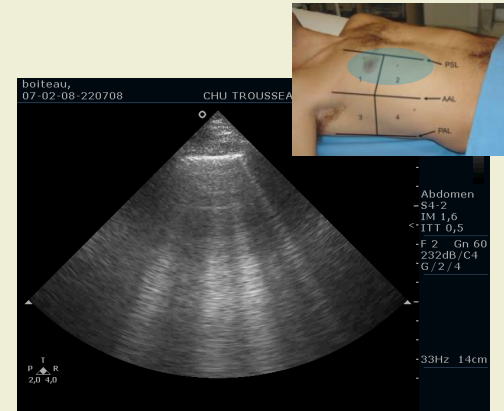 boiteau,
07-02-08-220708 CHU TROUSSEA
PSL
1 2
AAL
3 4
PAL
Abdomen
S4-2
IM 1,6
ITT 0,5
F 2 Gn 60
232dB/C4
G/2/4
33Hz 14cm
T
P R
2,0 4,0